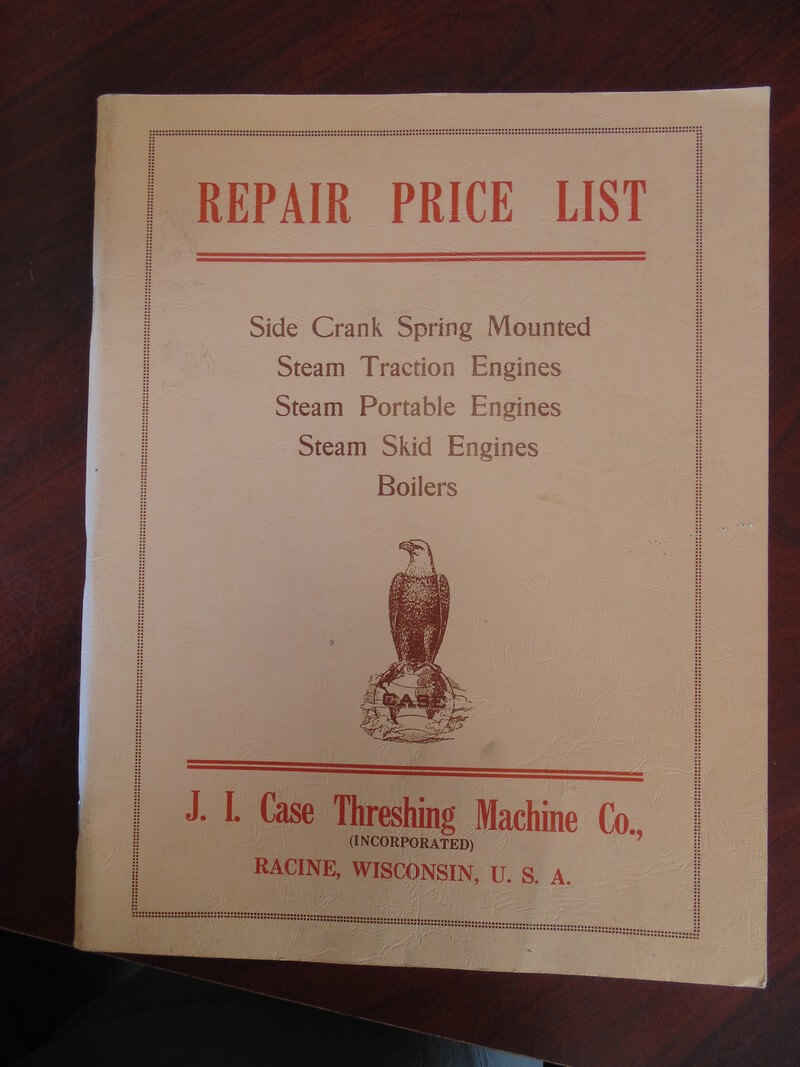 REPAIR PRICE LIST
Side Crank Spring Mounted
Steam Traction Engines
Steam Portable Engines
Steam Skid Engines
Boilers
CASE
J. I. Case Threshing Machine Co.,
(INCORPORATED)
RACINE, WISCONSIN, U. S. A.